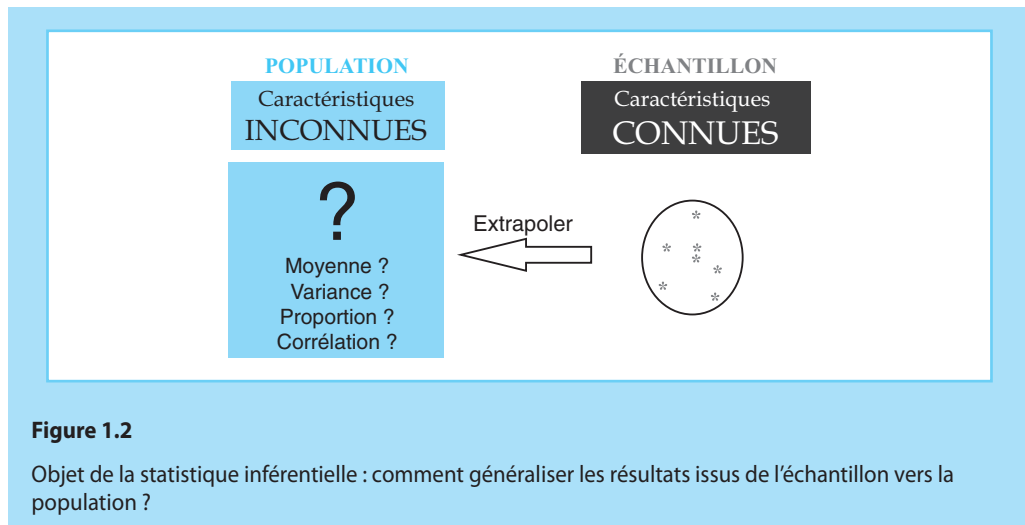 POPULATION
Caractéristiques
INCONNUES
?
Moyenne ?
Variance ?
Proportion ?
Corrélation ?
Extrapoler
ÉCHANTILLON
Caractéristiques
CONNUES
* 
* *
*
*
*
*
Figure 1.2
Objet de la statistique inférentielle : comment généraliser les résultats issus de l'échantillon vers la
population ?